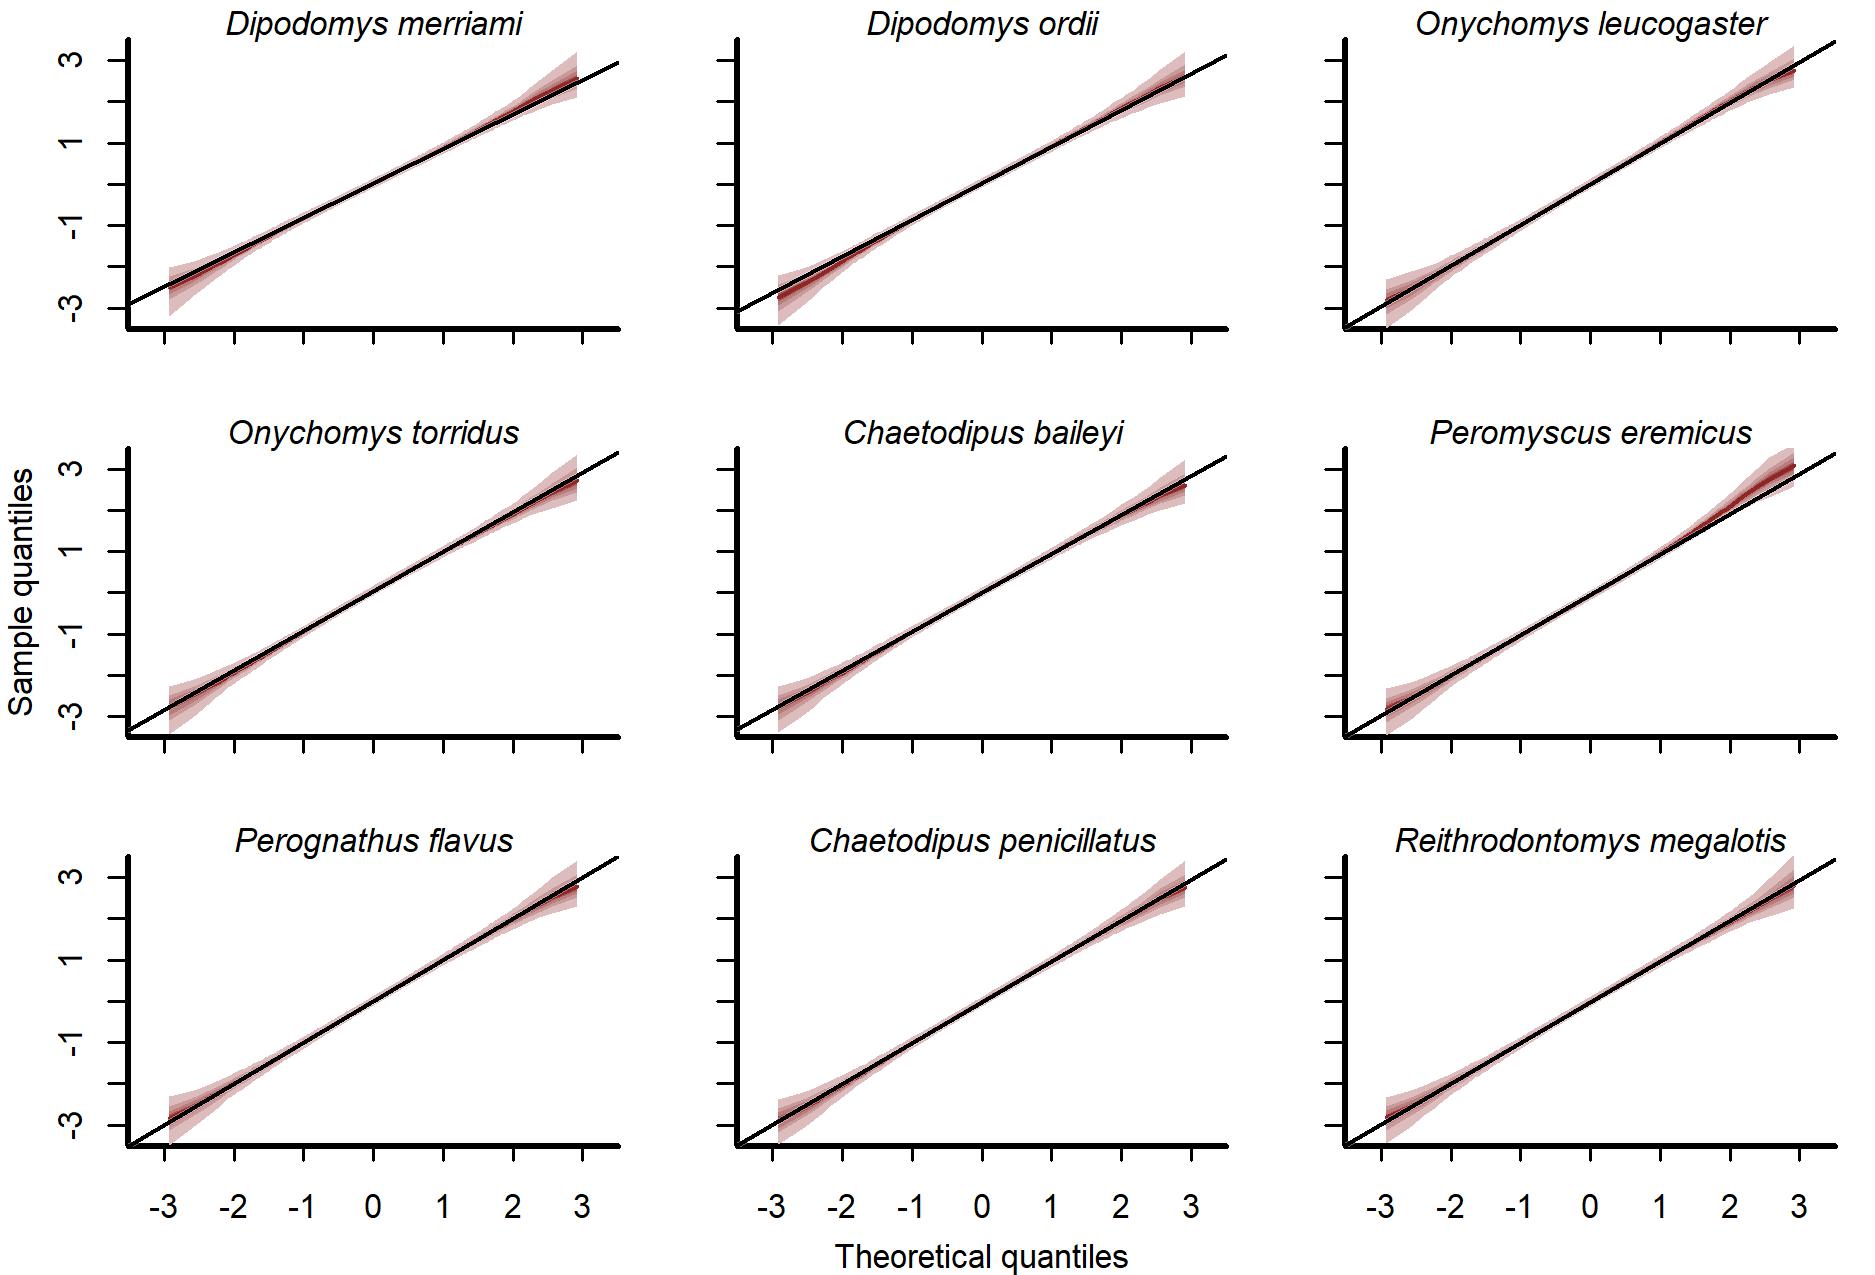 Dipodomys merriami
Dipodomys ordii
Onychomys leucogaster
3
1
-1
-3
Onychomys torridus
Chaetodipus baileyi
Peromyscus eremicus
3
1
-1
-3
Sample quantiles
Perognathus flavus
Chaetodipus penicillatus
Reithrodontomys megalotis
3
1
-1
-3
-3 -2 -1 0 1 2 3
-3 -2 -1 0 1 2 3
-3 -2 -1 0 1 2 3
Theoretical quantiles